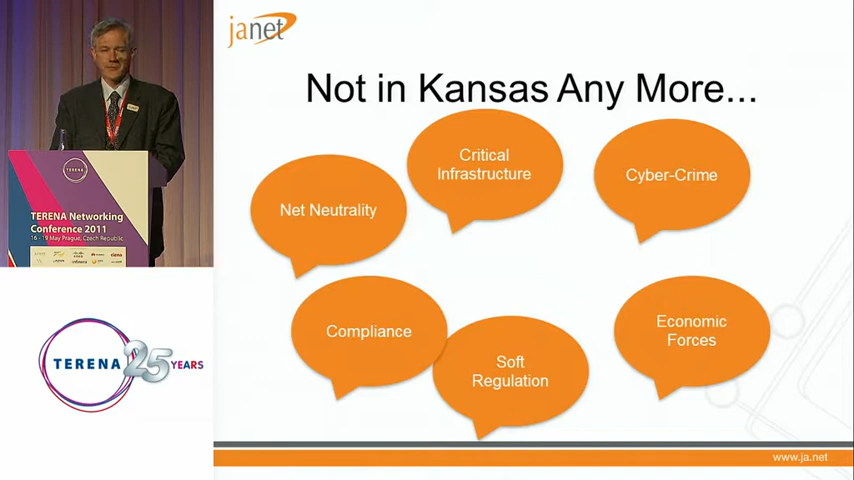 janet
Not in Kansas Any More...
Critical
Infrastructure
Cyber-Crime
Net Neutrality
Compliance
Soft
Regulation
Economic
Forces
www.ja.net
TERENA
TERENA Networking
Conference 2011
16 - 19 May Prague, Czech Republic
TERENA 25 YEARS